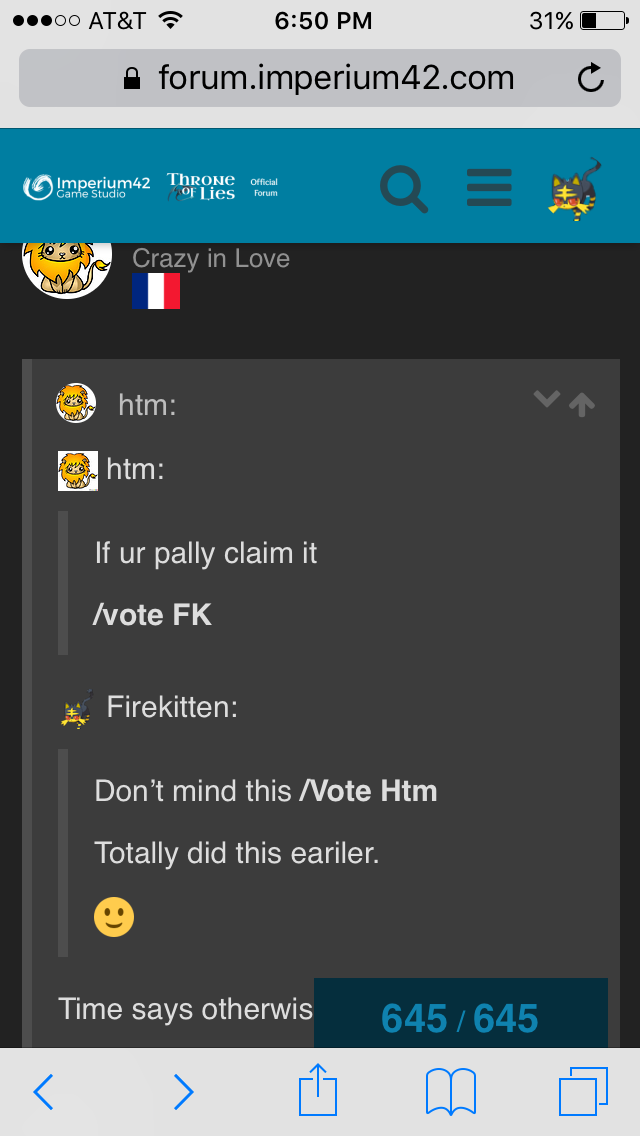 AT&T 6:50 PM 31%
forum.imperium42.com
Imperium42 Game Studio
THRONE OF LIES
Official Forum
Crazy in Love
htm:
htm:
If ur pally claim it
/vote FK
Firekitten:
Don’t mind this /Vote Htm
Totally did this eariler.
Time says otherwis
645 / 645